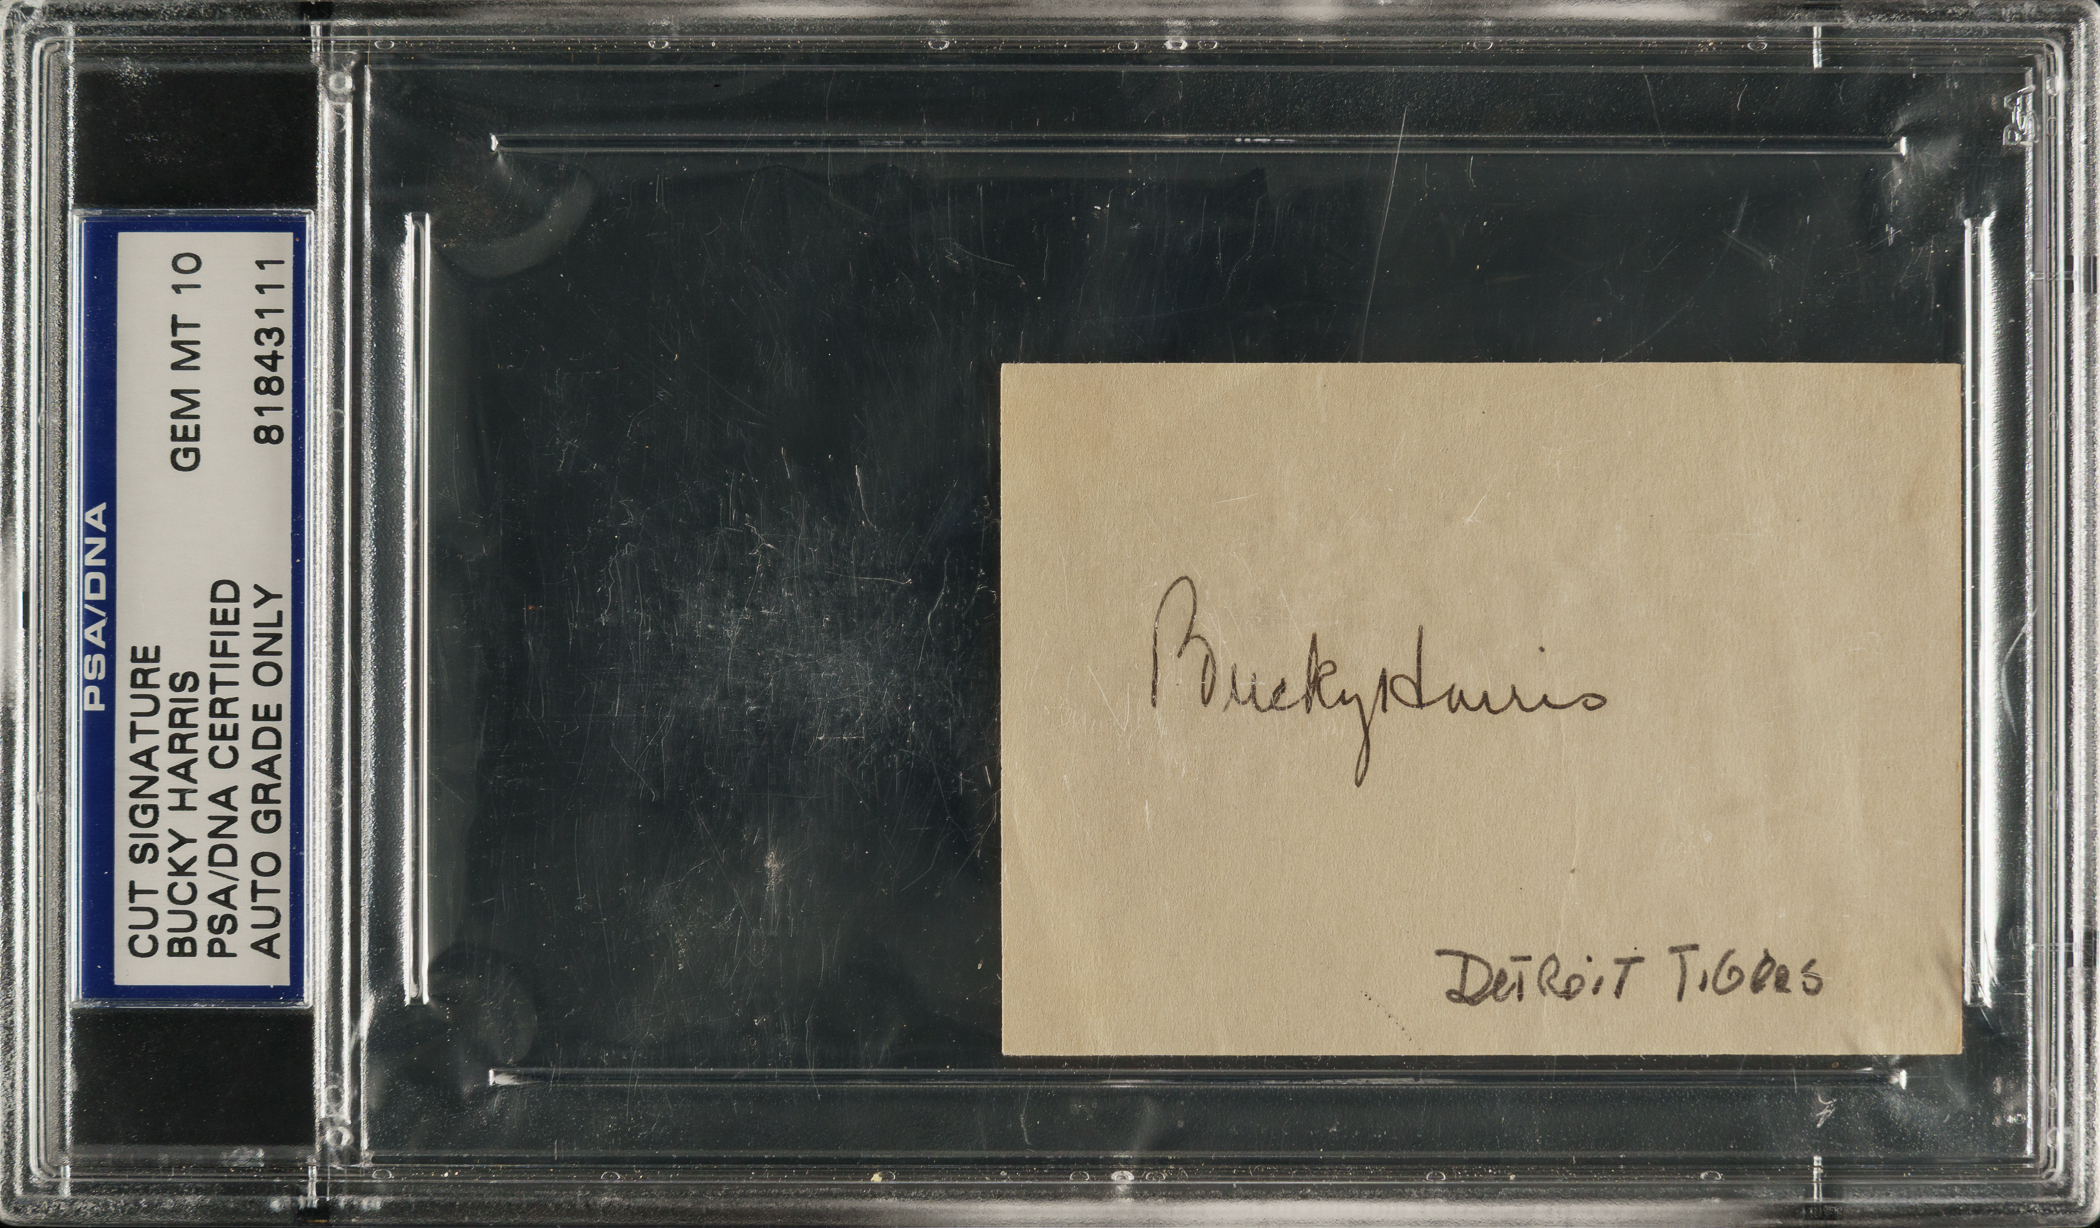 PSA/DNA
CUT SIGNATURE
BUCKY HARRIS GEM MT 10
PSA/DNA CERTIFIED
AUTO GRADE ONLY 81843111
Bucky Harris
DETROIT TIGERS
PSA